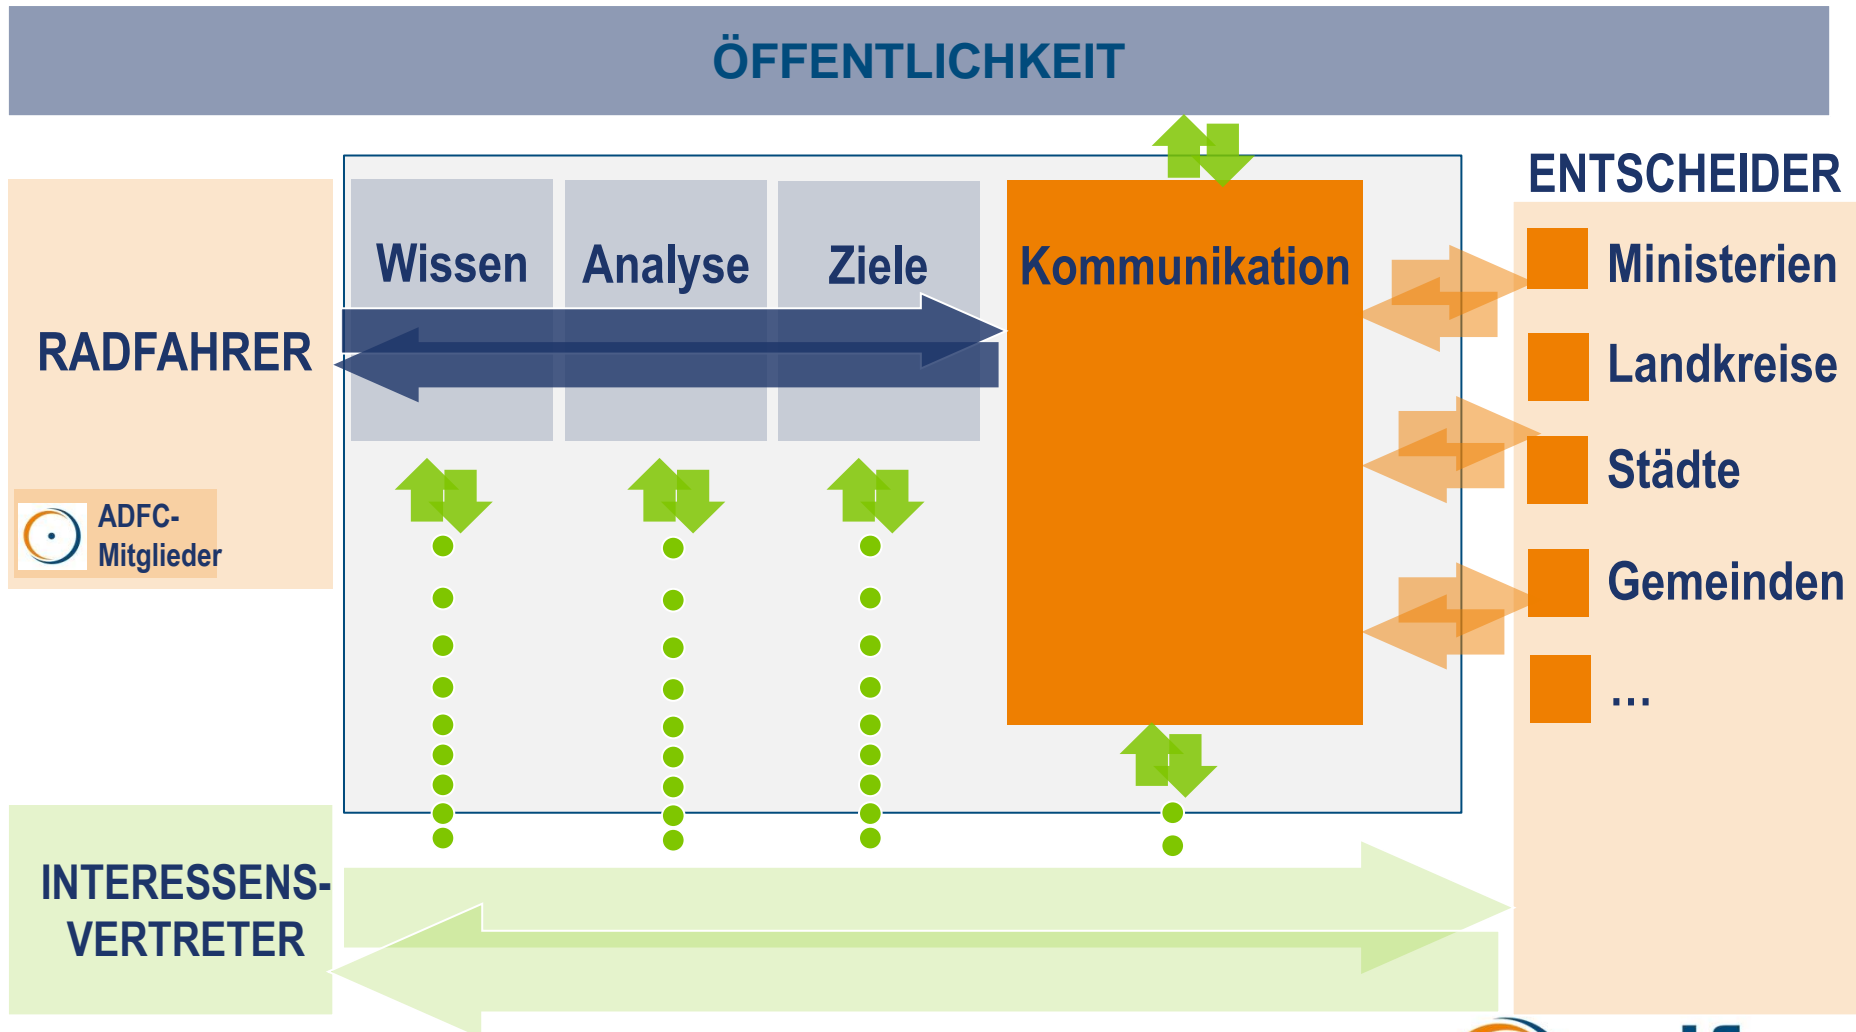 ÖFFENTLICHKEIT
ENTSCHEIDER
Wissen
Analyse
Ziele
Kommunikation
RADFAHRER
ADFC-
Mitglieder
Ministerien
Landkreise
Städte
Gemeinden
...
INTERESSENS-
VERTRETER